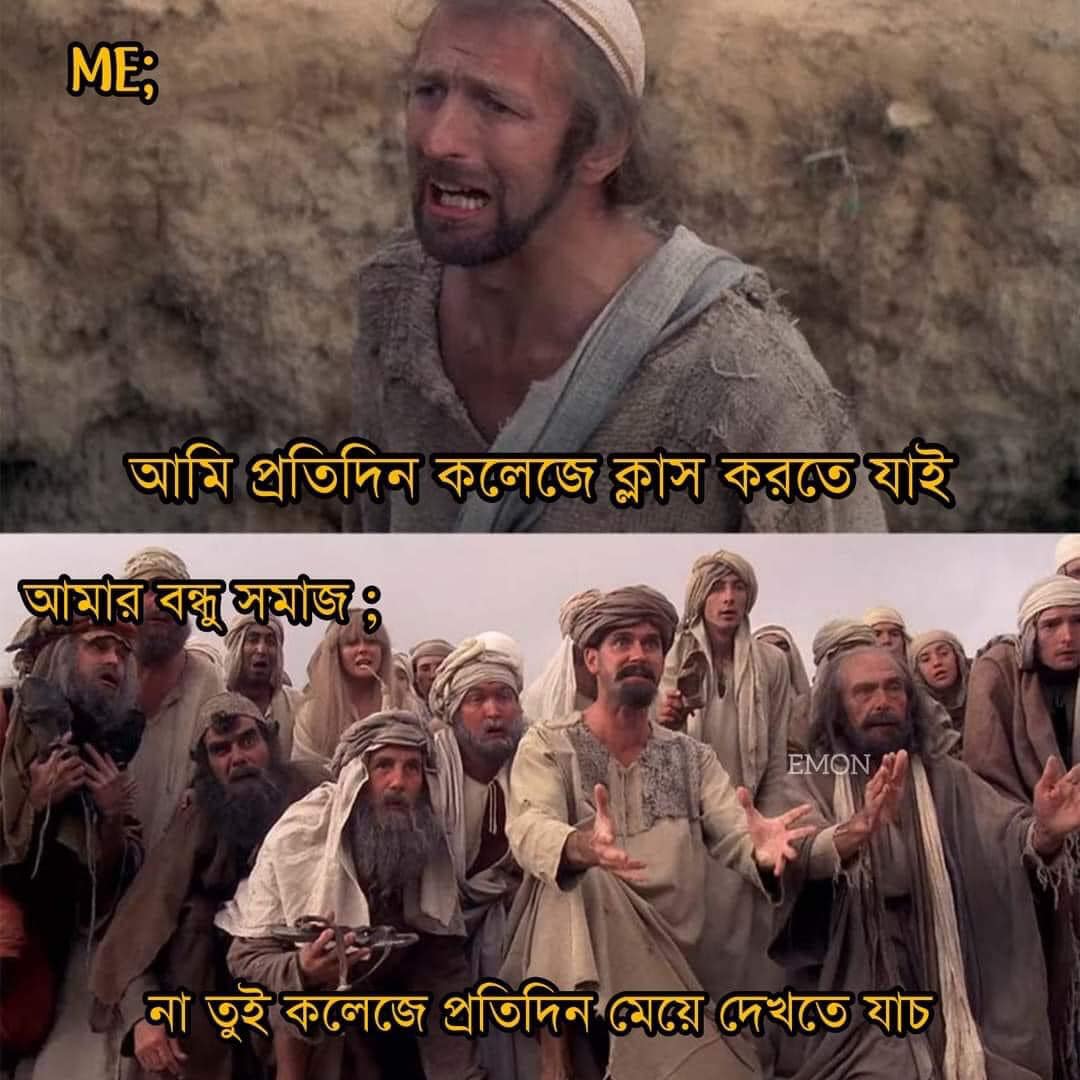 ME;
আমি প্রতিদিন কলেজে ক্লাস করতে যাই
আমার বন্ধু সমাজ ;
EMON
না তুই কলেজে প্রতিদিন মেয়ে দেখতে যাচ